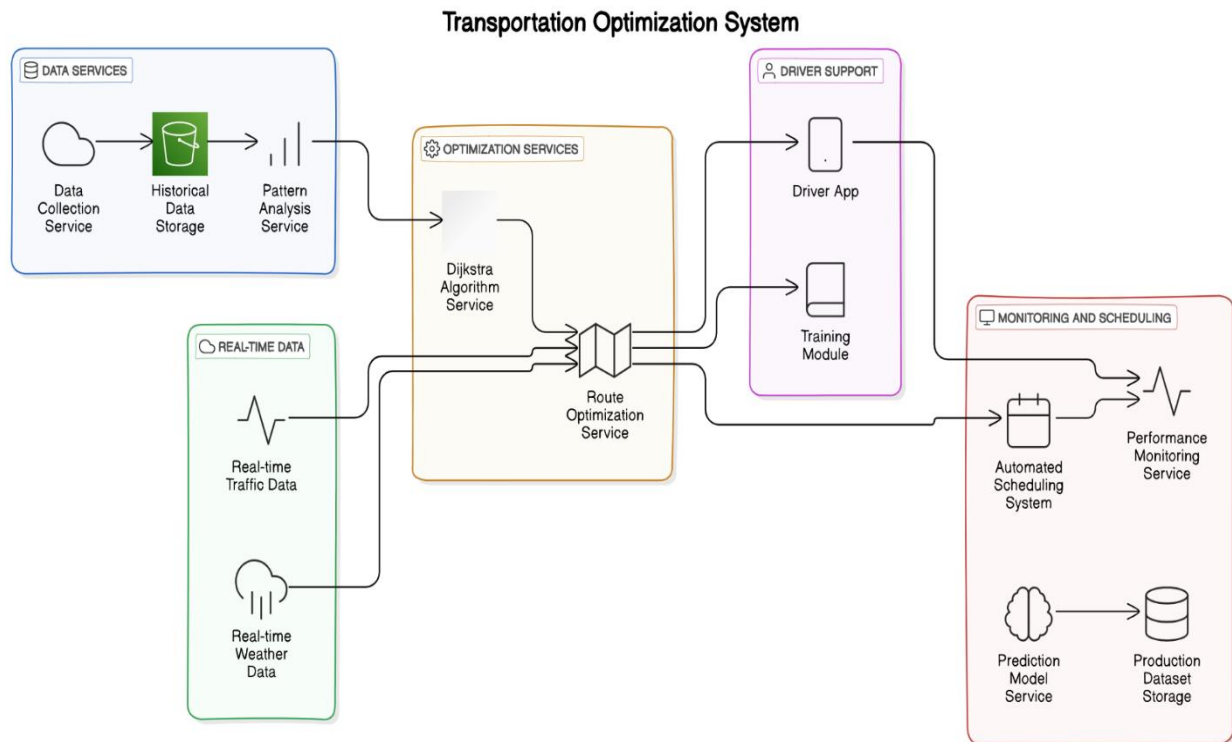 Transportation Optimization System
DATA SERVICES
Data
Collection
Service
Historical
Data
Storage
Pattern
Analysis
Service
OPTIMIZATION SERVICES
Dijkstra
Algorithm
Service
Route
Optimization
Service
DRIVER SUPPORT
Driver App
Training
Module
REAL-TIME DATA
Real-time
Traffic Data
Real-time
Weather
Data
MONITORING AND SCHEDULING
Automated
Scheduling
System
Performance
Monitoring
Service
Prediction
Model
Service
Production
Dataset
Storage